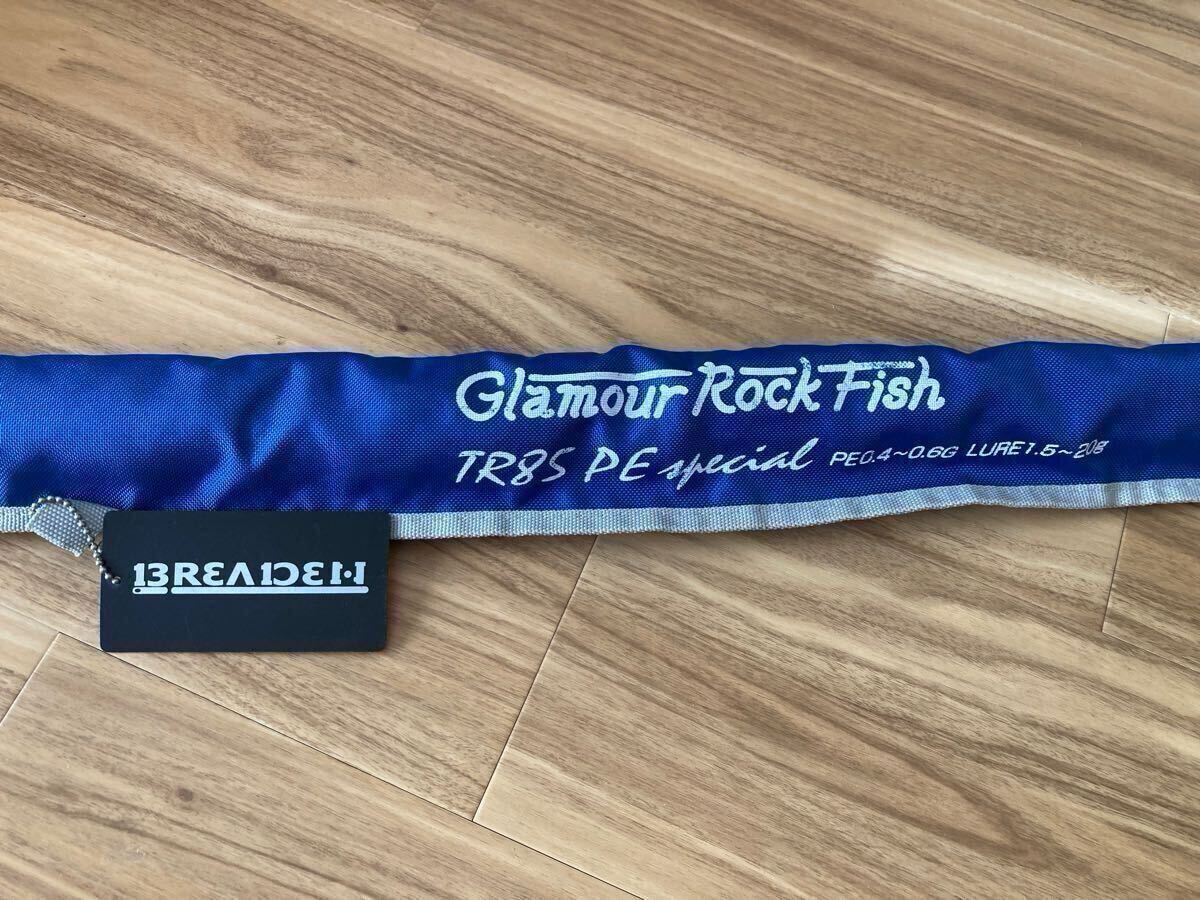 Glamour Rock Fish
TR85 PE special PE0.4~0.6G LURE1.5~20g
BREADEN